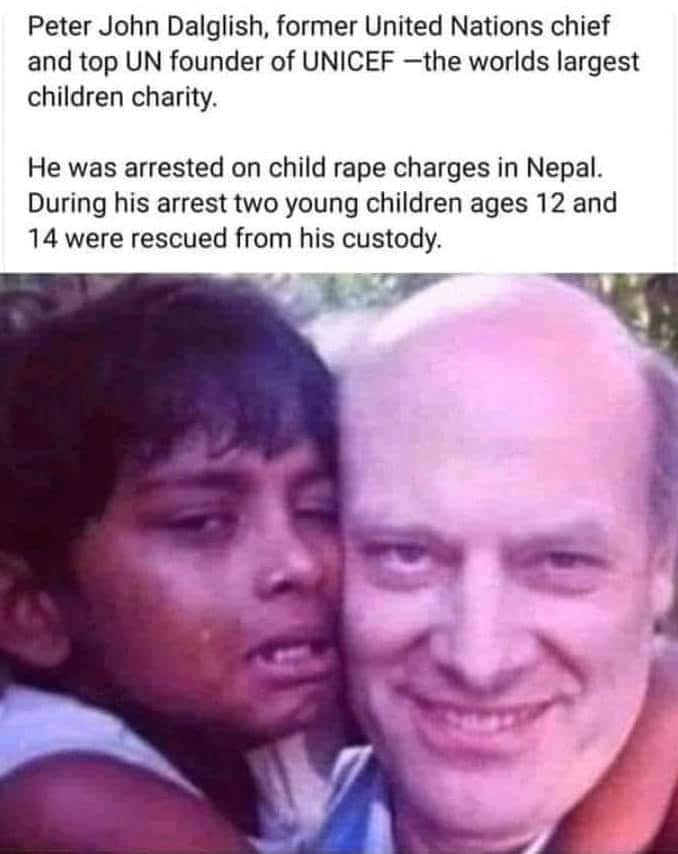 Peter John Dalglish, former United Nations chief
and top UN founder of UNICEF —the worlds largest
children charity.
He was arrested on child rape charges in Nepal.
During his arrest two young children ages 12 and
14 were rescued from his custody.